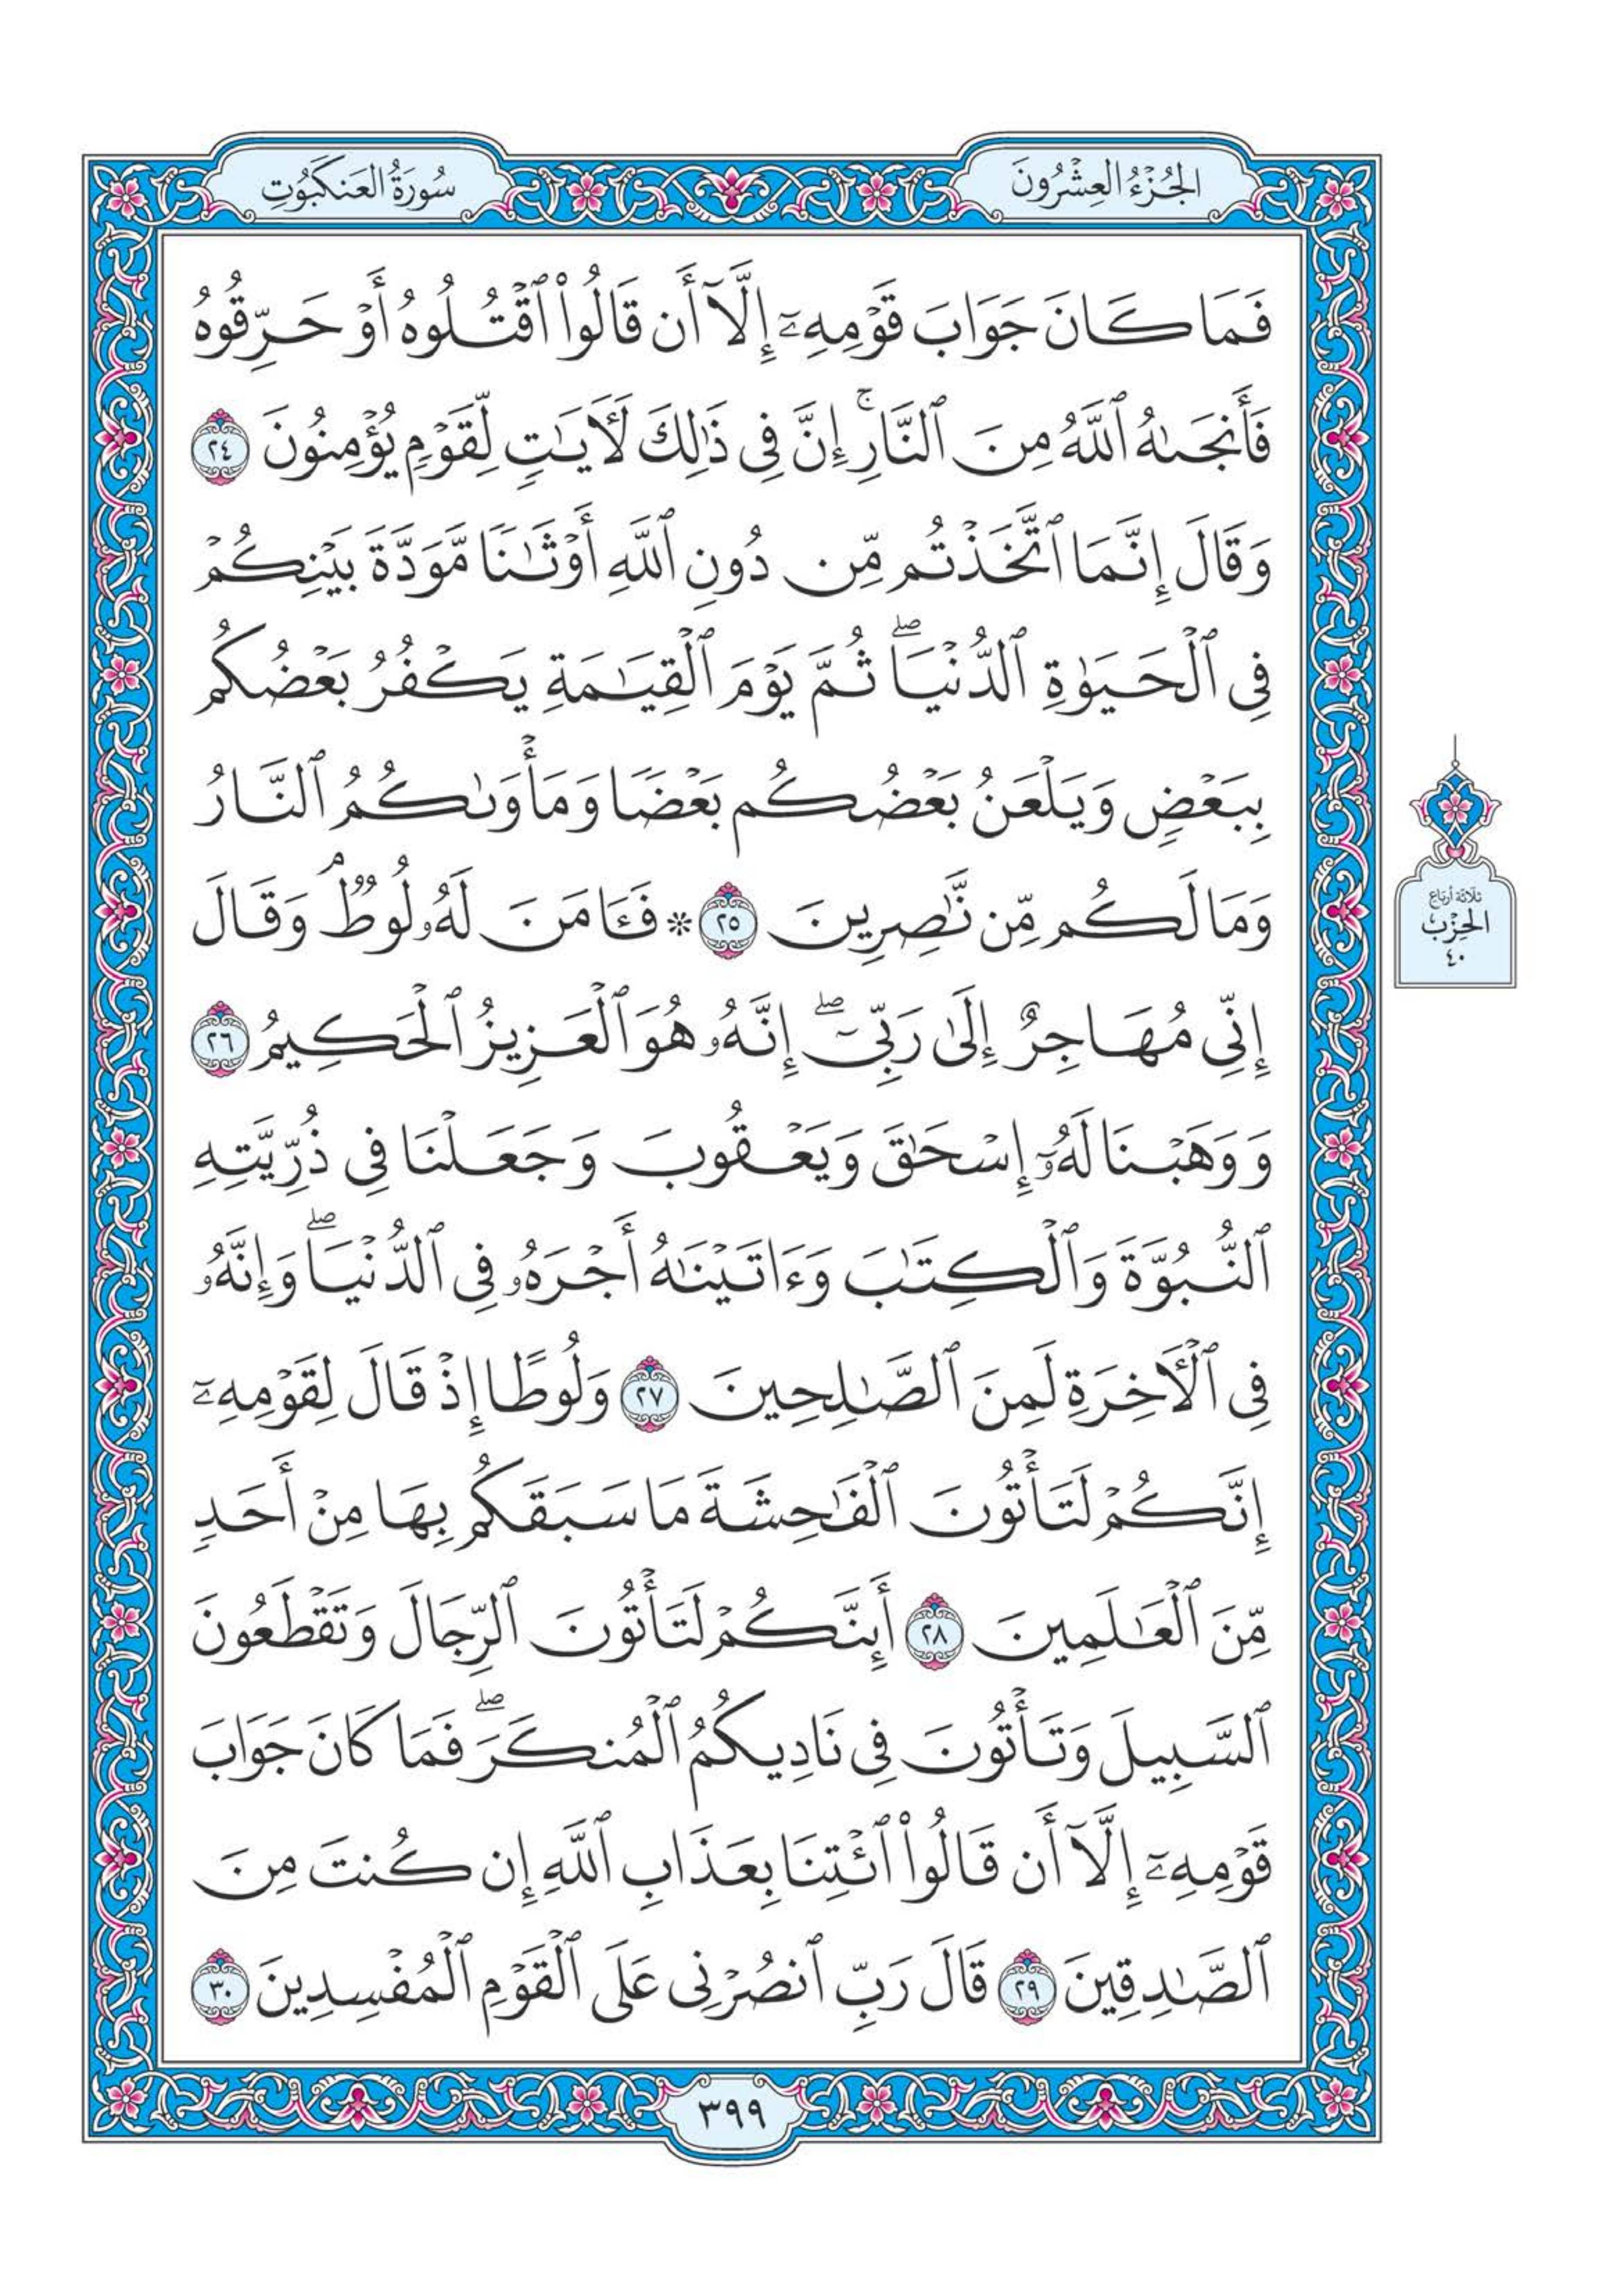 الجُزْءُ العِشْرُونَ
سُورَةُ العَنكَبُوتِ
فَمَا كَانَ جَوَابَ قَوْمِهِۦٓ إِلَّآ أَن قَالُوا۟ ٱقْتُلُوهُ أَوْ حَرِّقُوهُ
فَأَنجَىٰهُ ٱللَّهُ مِنَ ٱلنَّارِۚ إِنَّ فِى ذَٰلِكَ لَـَٔايَـٰتٍ لِّقَوْمٍ يُؤْمِنُونَ ٢٤
وَقَالَ إِنَّمَا ٱتَّخَذْتُم مِّن دُونِ ٱللَّهِ أَوْثَـٰنًا مَّوَدَّةَ بَيْنِكُمْ
فِى ٱلْحَيَوٰةِ ٱلدُّنْيَاۖ ثُمَّ يَوْمَ ٱلْقِيَـٰمَةِ يَكْفُرُ بَعْضُكُم
بِبَعْضٍ وَيَلْعَنُ بَعْضُكُم بَعْضًا وَمَأْوَىٰكُمُ ٱلنَّارُ
وَمَا لَكُم مِّن نَّـٰصِرِينَ ٢٥ * فَـَٔامَنَ لَهُۥ لُوطٌۘ وَقَالَ
إِنِّى مُهَاجِرٌ إِلَىٰ رَبِّىٓۖ إِنَّهُۥ هُوَ ٱلْعَزِيزُ ٱلْحَكِيمُ ٢٦
وَوَهَبْنَا لَهُۥٓ إِسْحَـٰقَ وَيَعْقُوبَ وَجَعَلْنَا فِى ذُرِّيَّتِهِ
ٱلنُّبُوَّةَ وَٱلْكِتَـٰبَ وَءَاتَيْنَـٰهُ أَجْرَهُۥ فِى ٱلدُّنْيَاۖ وَإِنَّهُۥ
فِى ٱلْـَٔاخِرَةِ لَمِنَ ٱلصَّـٰلِحِينَ ٢٧ وَلُوطًا إِذْ قَالَ لِقَوْمِهِۦٓ
إِنَّكُمْ لَتَأْتُونَ ٱلْفَـٰحِشَةَ مَا سَبَقَكُم بِهَا مِنْ أَحَدٍ
مِّنَ ٱلْعَـٰلَمِينَ ٢٨ أَئِنَّكُمْ لَتَأْتُونَ ٱلرِّجَالَ وَتَقْطَعُونَ
ٱلسَّبِيلَ وَتَأْتُونَ فِى نَادِيكُمُ ٱلْمُنكَرَۖ فَمَا كَانَ جَوَابَ
قَوْمِهِۦٓ إِلَّآ أَن قَالُوا۟ ٱئْتِنَا بِعَذَابِ ٱللَّهِ إِن كُنتَ مِنَ
ٱلصَّـٰدِقِينَ ٢٩ قَالَ رَبِّ ٱنصُرْنِى عَلَى ٱلْقَوْمِ ٱلْمُفْسِدِينَ ٣٠
ثلاثة أرباع
الحِزْب
٤٠
٣٩٩